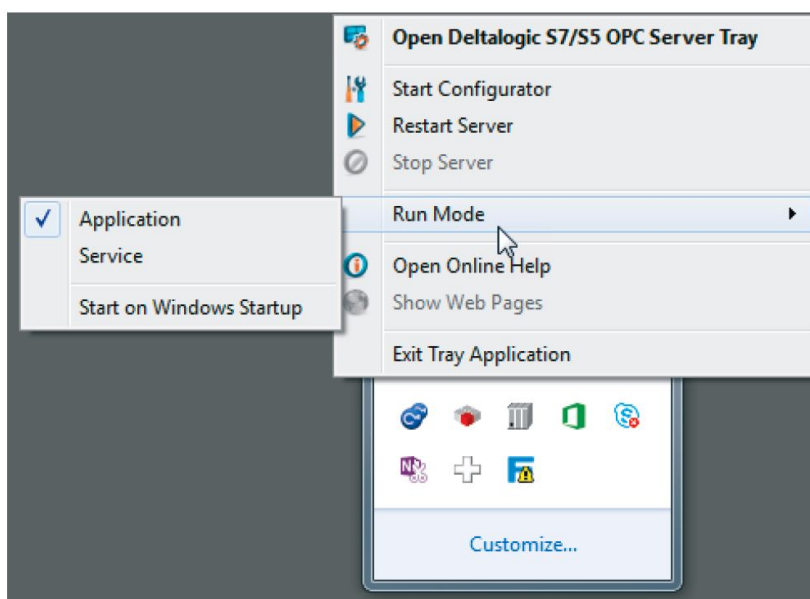 Open Deltalogic S7/S5 OPC Server Tray
Start Configurator
Restart Server
Stop Server
Run Mode
Application
Service
Start on Windows Startup
Open Online Help
Show Web Pages
Exit Tray Application
Customize...